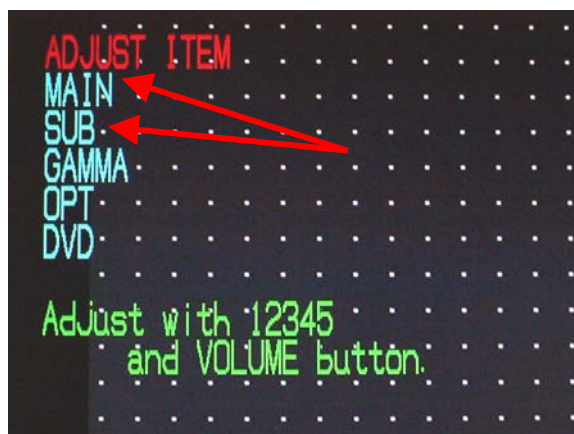 ADJUST ITEM
MAIN
SUB
GAMMA
OPT
DVD
Adjust with 12345
and VOLUME button.